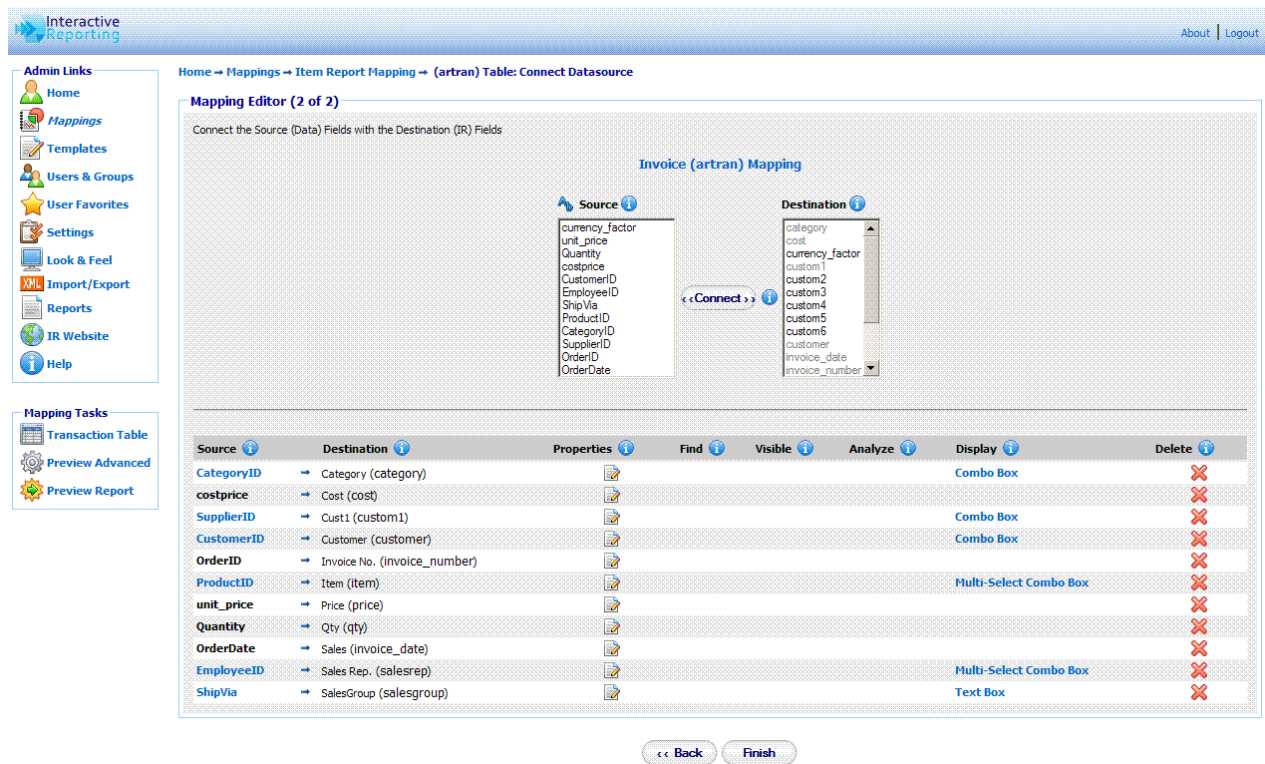 Interactive
Reporting
About | Logout
Admin Links
Home
Mappings
Templates
Users & Groups
User Favorites
Settings
Look & Feel
XML Import/Export
Reports
IR Website
Help
Mapping Tasks
Transaction Table
Preview Advanced
Preview Report
Home → Mappings → Item Report Mapping → (artran) Table: Connect Datasource
Mapping Editor (2 of 2)
Connect the Source (Data) Fields with the Destination (IR) Fields
Invoice (artran) Mapping
Source
currency_factor
unit_price
Quantity
costprice
CustomerID
EmployeeID
ShipVia
ProductID
CategoryID
SupplierID
OrderID
OrderDate
‹‹ Connect ››
Destination
category
cost
currency_factor
custom1
custom2
custom3
custom4
custom5
custom6
customer
invoice_date
invoice_number
Source Destination Properties Find Visible Analyze Display Delete
CategoryID → Category (category) Combo Box
costprice → Cost (cost)
SupplierID → Cust1 (custom1) Combo Box
CustomerID → Customer (customer) Combo Box
OrderID → Invoice No. (invoice_number)
ProductID → Item (item) Multi-Select Combo Box
unit_price → Price (price)
Quantity → Qty (qty)
OrderDate → Sales (invoice_date)
EmployeeID → Sales Rep. (salesrep) Multi-Select Combo Box
ShipVia → SalesGroup (salesgroup) Text Box
‹‹ Back Finish